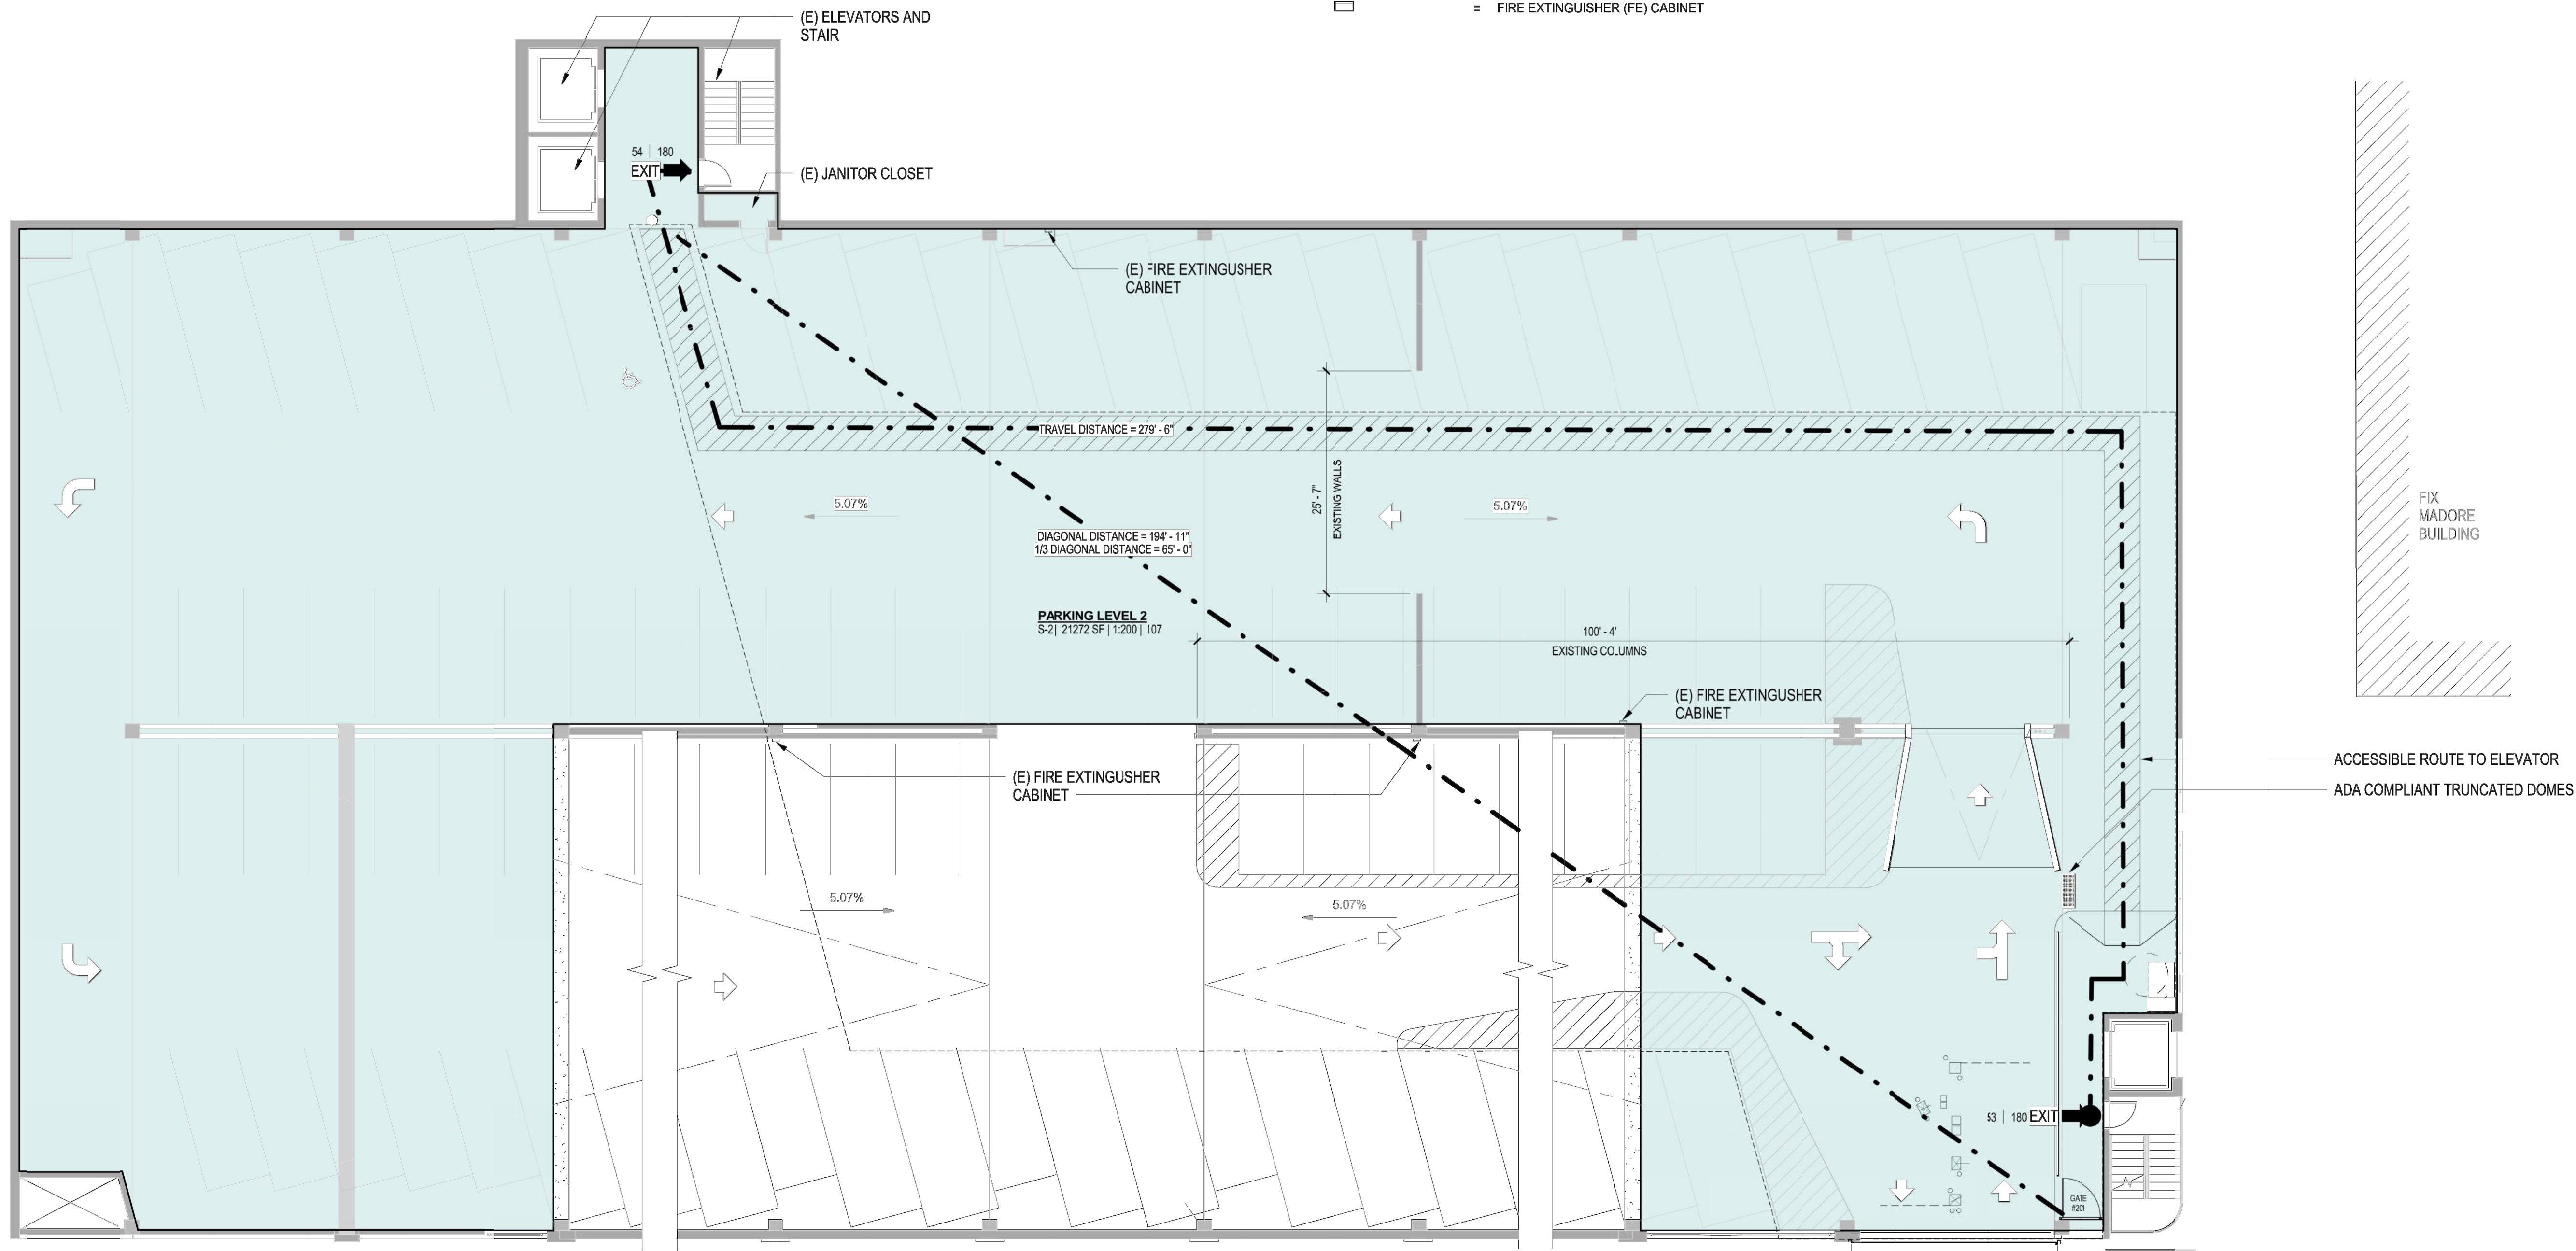 (E) ELEVATORS AND
STAIR
= FIRE EXTINGUISHER (FE) CABINET
54 | 180
EXIT
(E) JANITOR CLOSET
(E) FIRE EXTINGUSHER
CABINET
TRAVEL DISTANCE = 279' - 6"
25' - 7"
EXISTING WALLS
5.07%
5.07%
FIX
MADORE
BUILDING
DIAGONAL DISTANCE = 194' - 11"
1/3 DIAGONAL DISTANCE = 65' - 0"
PARKING LEVEL 2
S-2| 21272 SF | 1:200 | 107
100' - 4"
EXISTING COLUMNS
(E) FIRE EXTINGUSHER
CABINET
(E) FIRE EXTINGUSHER
CABINET
ACCESSIBLE ROUTE TO ELEVATOR
ADA COMPLIANT TRUNCATED DOMES
5.07%
5.07%
53 | 180 EXIT
GATE
#201